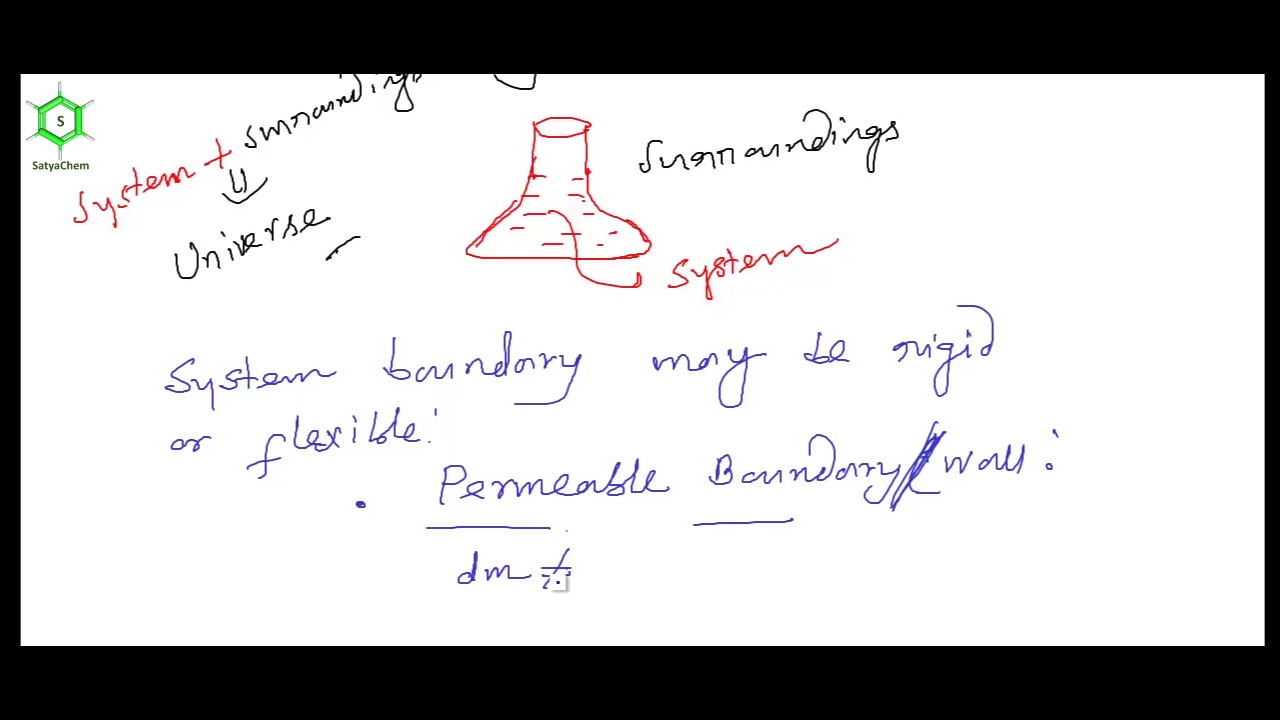 S
SatyaChem
System + surroundings
Universe
Surroundings
System
System boundary may be rigid
or flexible.
• Permeable Boundary/wall:
dm ≠